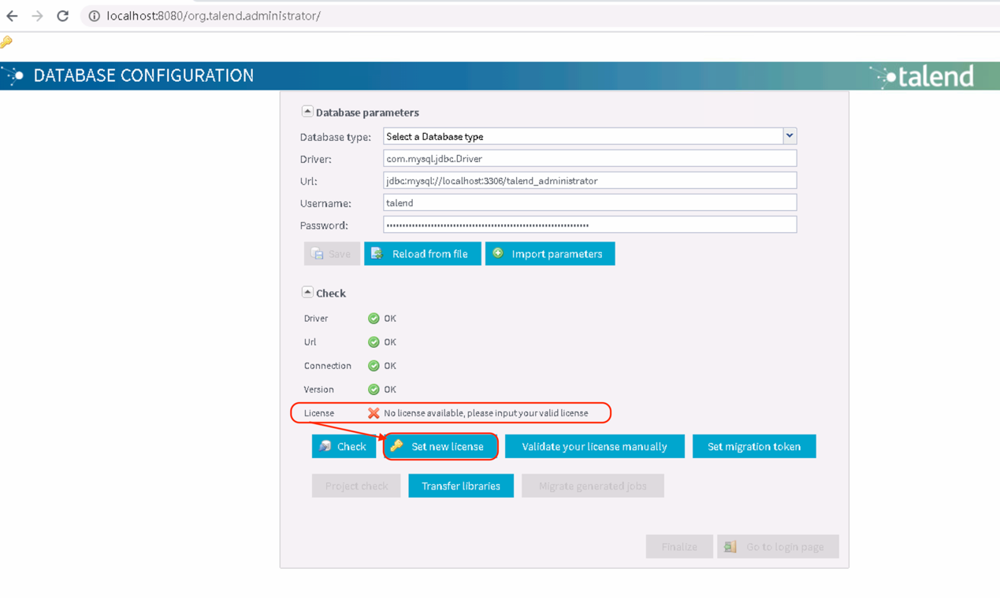 localhost:8080/org.talend.administrator/
DATABASE CONFIGURATION
talend
Database parameters
Database type: Select a Database type
Driver: com.mysql.jdbc.Driver
Url: jdbc:mysql://localhost:3306/talend_administrator
Username: talend
Password:
Save Reload from file Import parameters
Check
Driver OK
Url OK
Connection OK
Version OK
License No license available, please input your valid license
Check Set new license Validate your license manually Set migration token
Project check Transfer libraries Migrate generated jobs
Finalize Go to login page